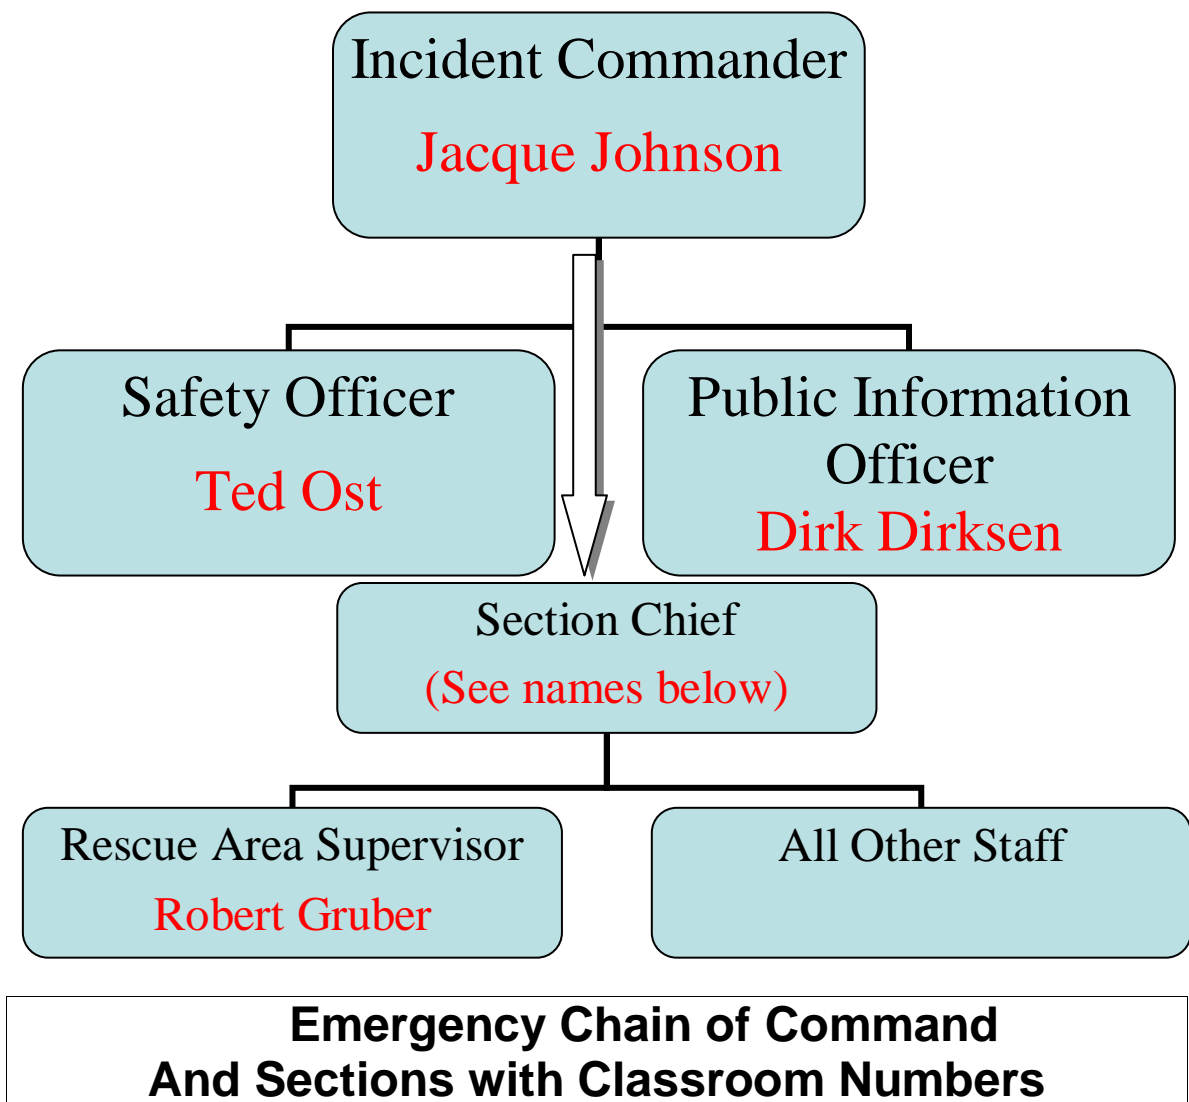 Incident Commander
Jacque Johnson
Safety Officer
Ted Ost
Public Information
Officer
Dirk Dirksen
Section Chief
(See names below)
Rescue Area Supervisor
Robert Gruber
All Other Staff
Emergency Chain of Command
And Sections with Classroom Numbers